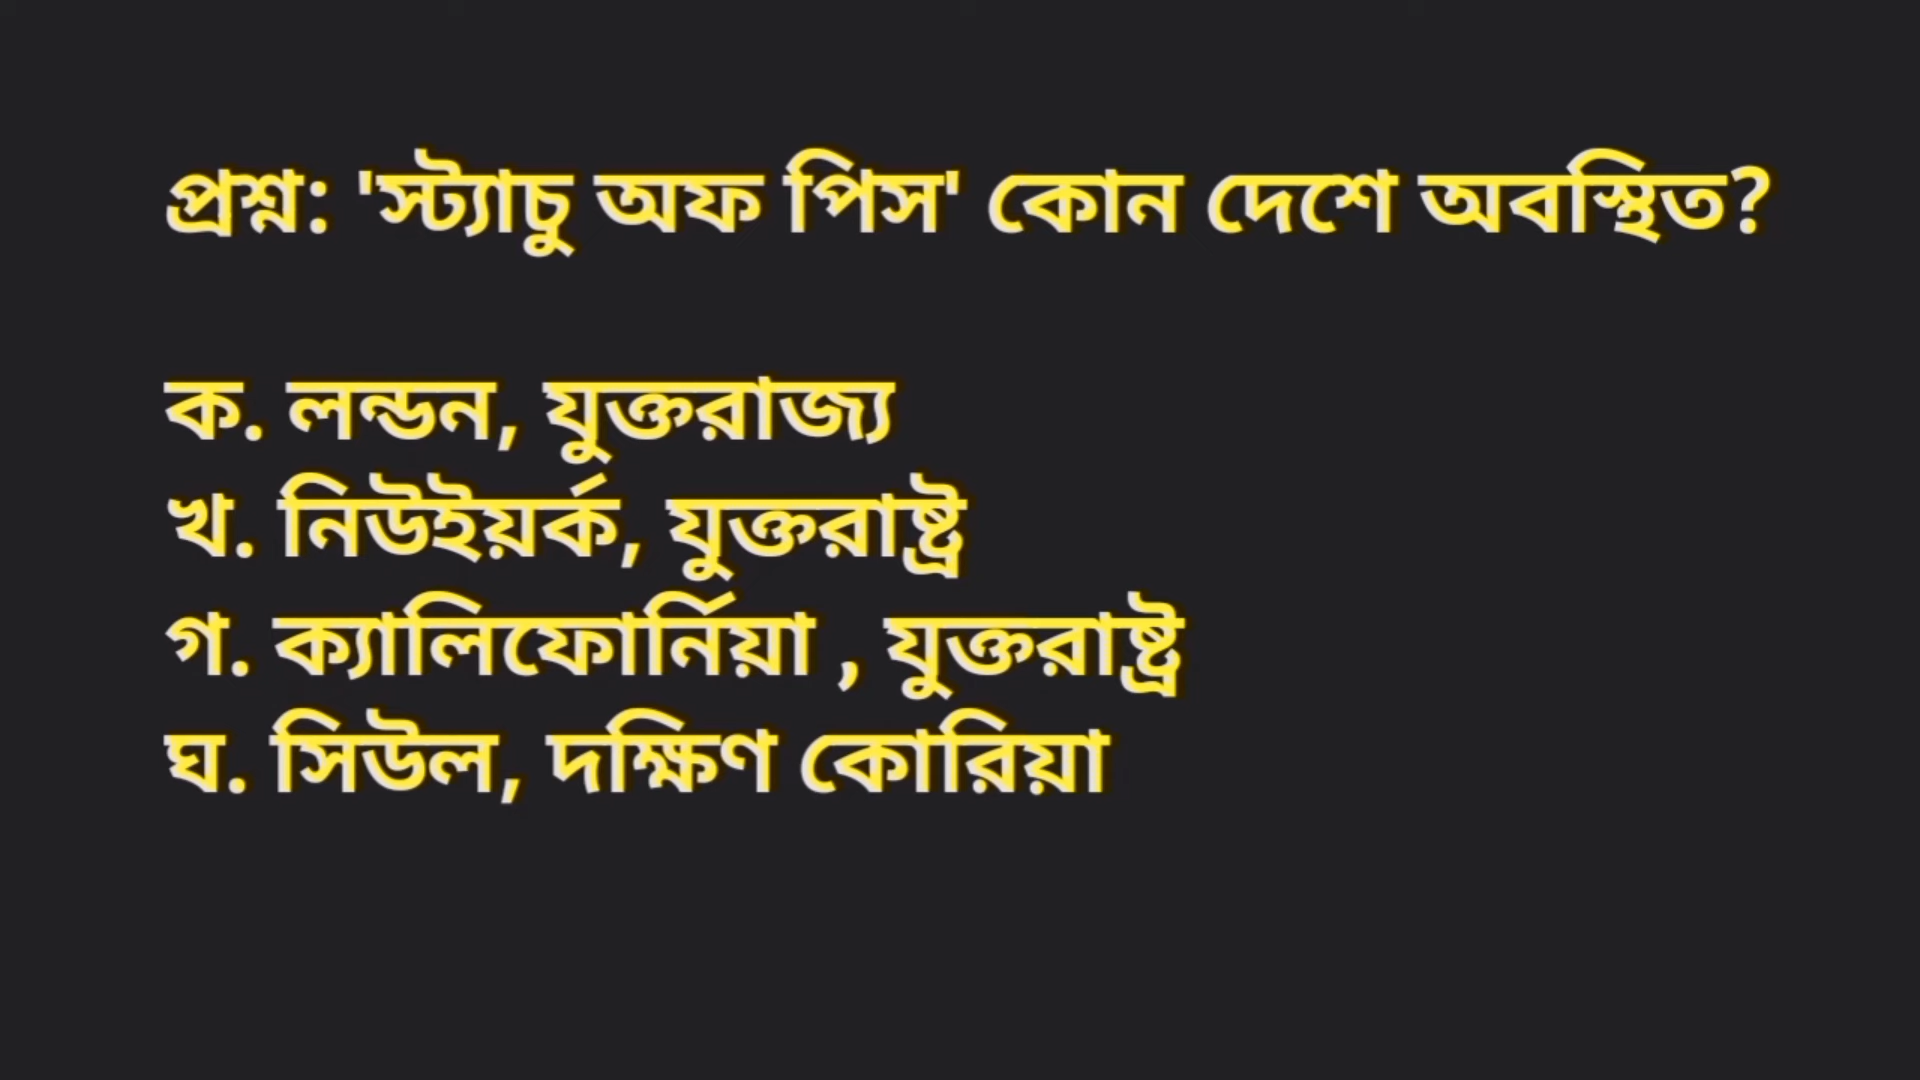 প্রশ্ন: 'স্ট্যাচু অফ পিস' কোন দেশে অবস্থিত?
ক. লন্ডন, যুক্তরাজ্য
খ. নিউইয়র্ক, যুক্তরাষ্ট্র
গ. ক্যালিফোর্নিয়া , যুক্তরাষ্ট্র
ঘ. সিউল, দক্ষিণ কোরিয়া